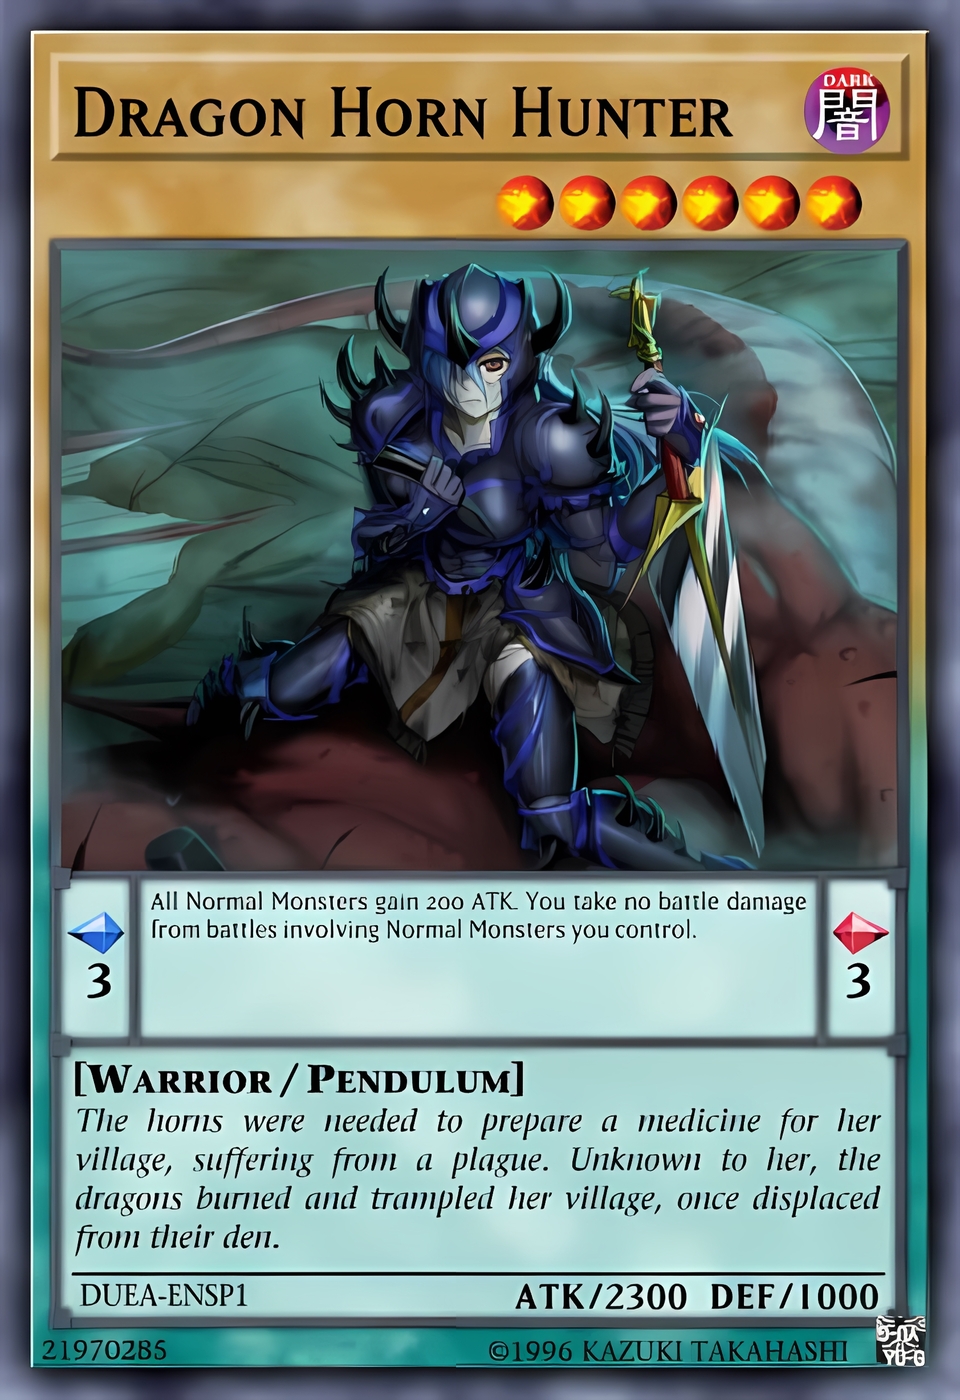 DRAGON HORN HUNTER
DARK
闇
All Normal Monsters gain 200 ATK. You take no battle damage
from battles involving Normal Monsters you control.
3
3
[WARRIOR / PENDULUM]
The horns were needed to prepare a medicine for her
village, suffering from a plague. Unknown to her, the
dragons burned and trampled her village, once displaced
from their den.
DUEA-ENSP1
ATK/2300 DEF/1000
21970285
©1996 KAZUKI TAKAHASHI